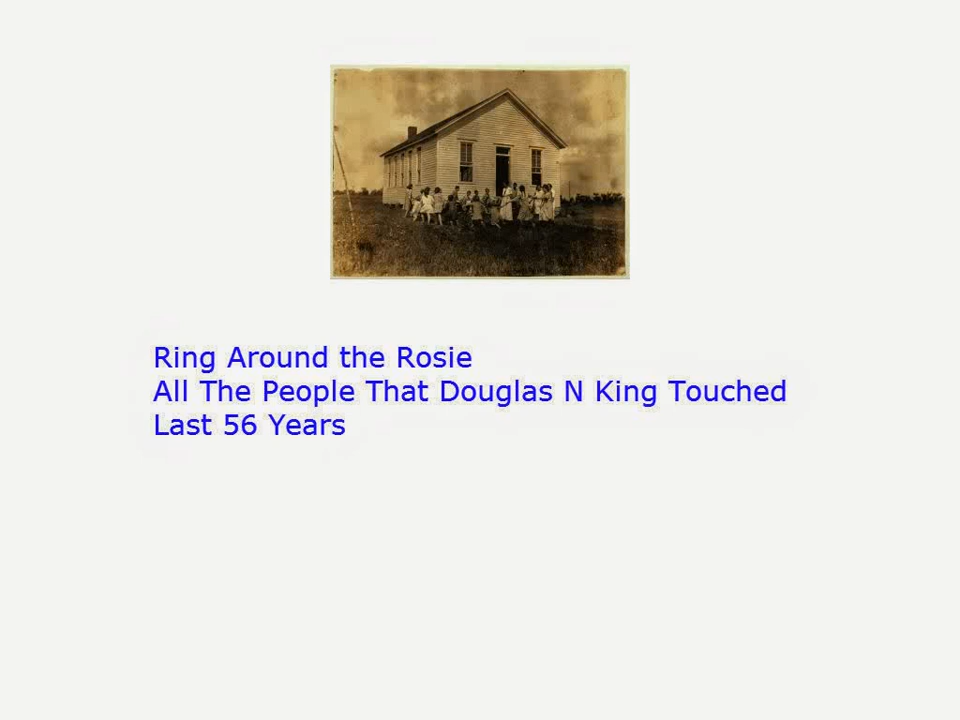 Ring Around the Rosie
All The People That Douglas N King Touched
Last 56 Years